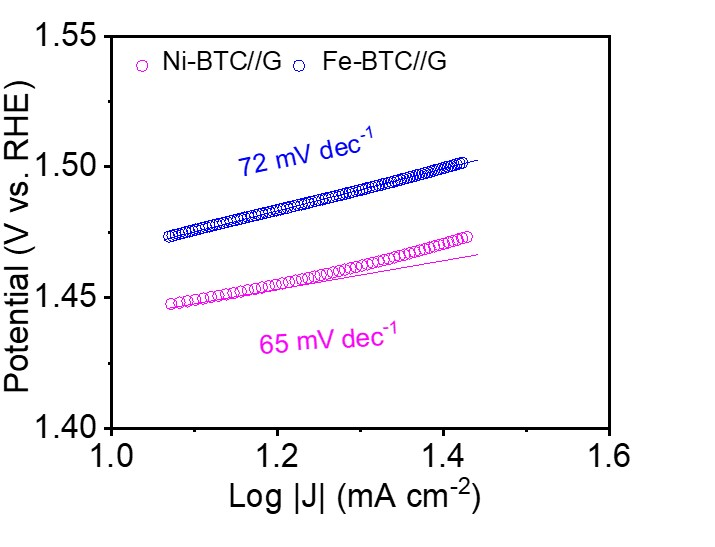 1.55
Ni-BTC//G Fe-BTC//G
72 mV dec⁻¹
1.50
1.45
65 mV dec⁻¹
1.40
1.0 1.2 1.4 1.6
Log |J| (mA cm⁻²)
Potential (V vs. RHE)